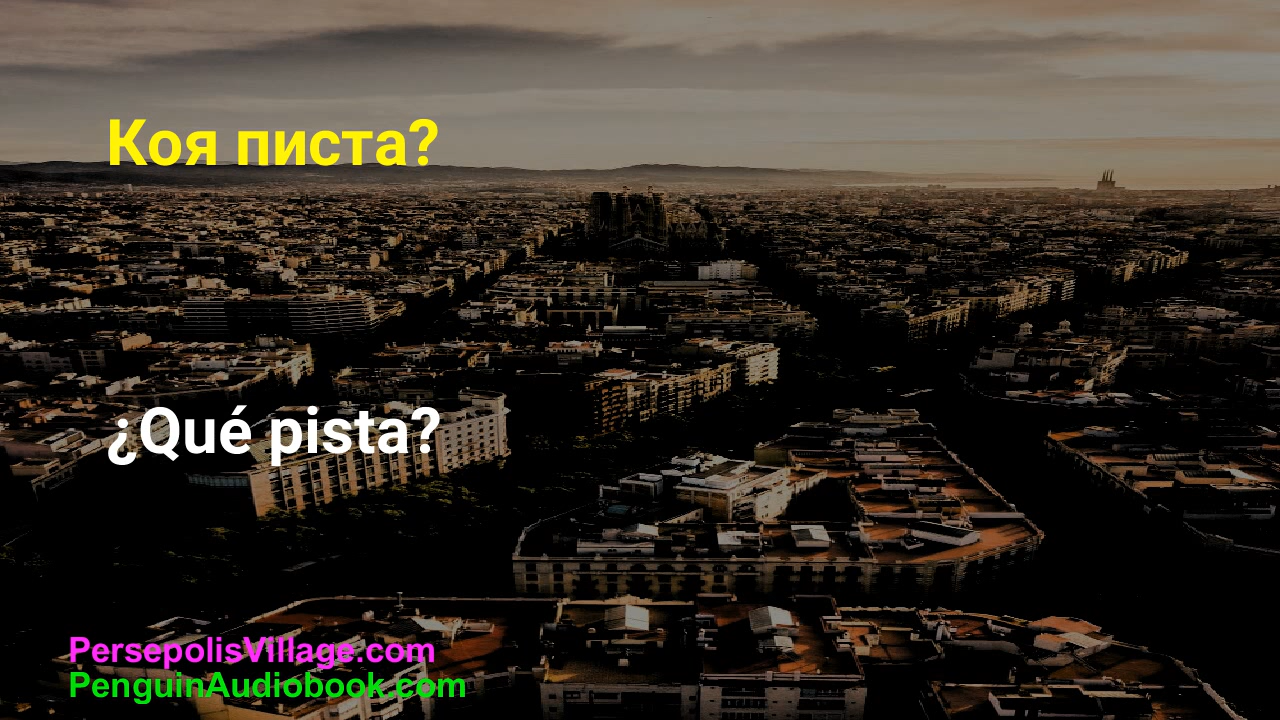 Коя писта?
¿Qué pista?
PersepolisVillage.com
PenguinAudiobook.com